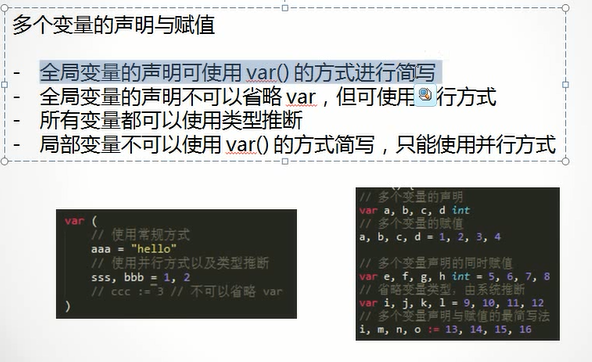 多个变量的声明与赋值
- 全局变量的声明可使用 var() 的方式进行简写
- 全局变量的声明不可以省略 var，但可使用 行方式
- 所有变量都可以使用类型推断
- 局部变量不可以使用 var() 的方式简写，只能使用并行方式
var (
// 使用常规方式
aaa = "hello"
// 使用并行方式以及类型推断
sss, bbb = 1, 2
// ccc := 3 // 不可以省略 var
)
// 多个变量的声明
var a, b, c, d int
// 多个变量的赋值
a, b, c, d = 1, 2, 3, 4
// 多个变量声明的同时赋值
var e, f, g, h int = 5, 6, 7, 8
// 省略变量类型，由系统推断
var i, j, k, l = 9, 10, 11, 12
// 多个变量声明与赋值的最简写法
i, m, n, o := 13, 14, 15, 16